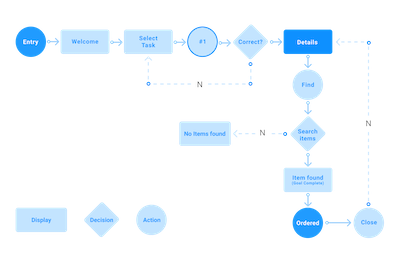 Entry
Welcome
Select
Task
#1
Correct?
Details
N
Find
N
No Items found
N
Search
Items
Item found
(Goal Complete)
Ordered
Close
Display
Decision
Action